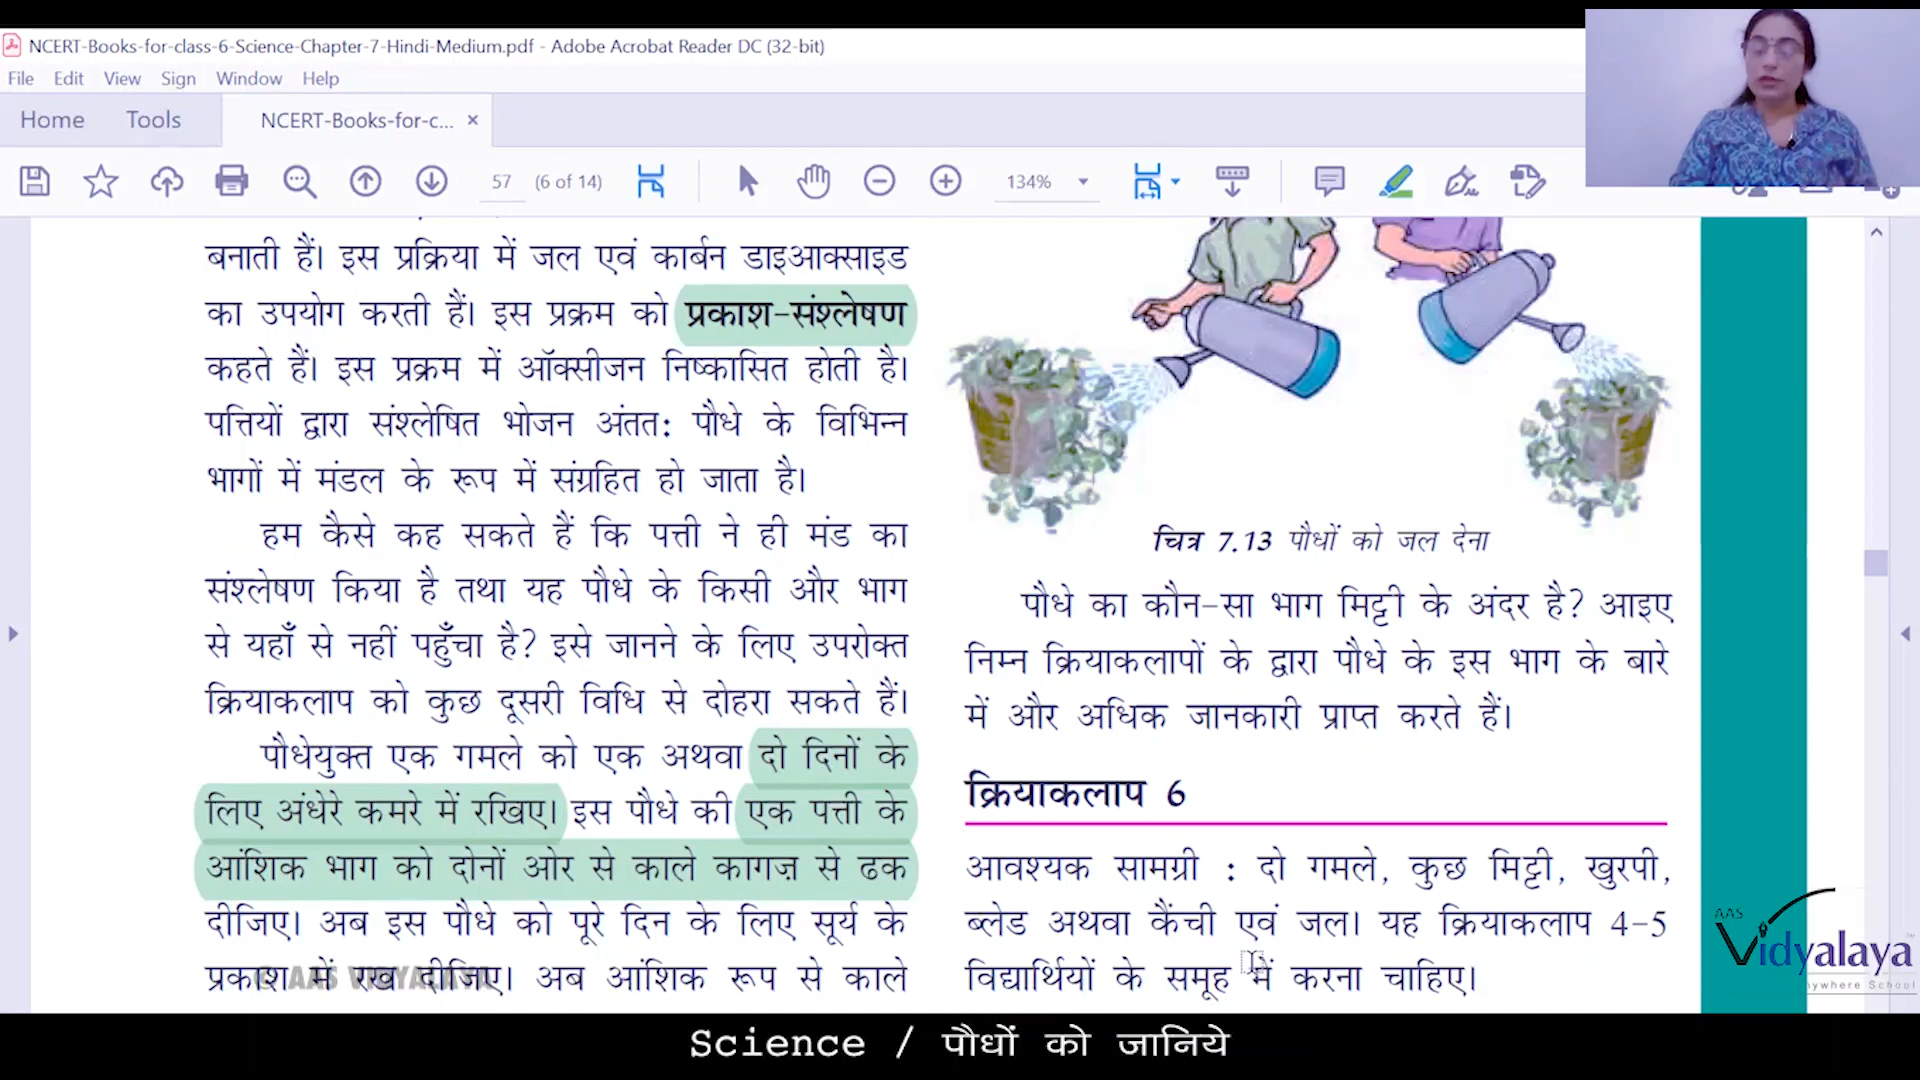 NCERT-Books-for-class-6-Science-Chapter-7-Hindi-Medium.pdf - Adobe Acrobat Reader DC (32-bit)
File Edit View Sign Window Help
Home Tools NCERT-Books-for-c... ×
57 (6 of 14) 134%
बनाती हैं। इस प्रक्रिया में जल एवं कार्बन डाइआक्साइड
का उपयोग करती हैं। इस प्रक्रम को प्रकाश-संश्लेषण
कहते हैं। इस प्रक्रम में ऑक्सीजन निष्कासित होती है।
पत्तियों द्वारा संश्लेषित भोजन अंतत: पौधे के विभिन्न
भागों में मंडल के रूप में संग्रहित हो जाता है।
हम कैसे कह सकते हैं कि पत्ती ने ही मंड का
संश्लेषण किया है तथा यह पौधे के किसी और भाग
से यहाँ से नहीं पहुँचा है? इसे जानने के लिए उपरोक्त
क्रियाकलाप को कुछ दूसरी विधि से दोहरा सकते हैं।
पौधेयुक्त एक गमले को एक अथवा दो दिनों के
लिए अंधेरे कमरे में रखिए। इस पौधे की एक पत्ती के
आंशिक भाग को दोनों ओर से काले कागज़ से ढक
दीजिए। अब इस पौधे को पूरे दिन के लिए सूर्य के
प्रकाश में रख दीजिए। अब आंशिक रूप से काले
© AAS VIDYALAYA
चित्र 7.13 पौधों को जल देना
पौधे का कौन-सा भाग मिट्टी के अंदर है? आइए
निम्न क्रियाकलापों के द्वारा पौधे के इस भाग के बारे
में और अधिक जानकारी प्राप्त करते हैं।
क्रियाकलाप 6
आवश्यक सामग्री : दो गमले, कुछ मिट्टी, खुरपी,
ब्लेड अथवा कैंची एवं जल। यह क्रियाकलाप 4-5
विद्यार्थियों के समूह में करना चाहिए।
AAS
Vidyalaya
nywhere School
Science / पौधों को जानिये